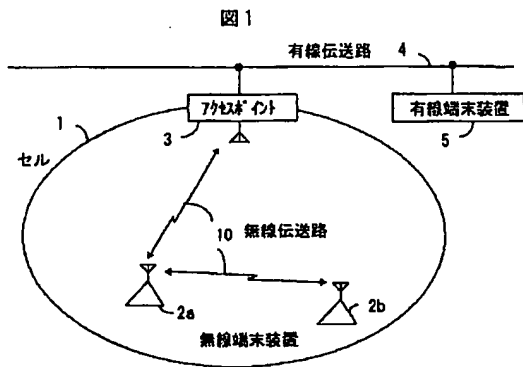 図1
有線伝送路
4
アクセスポイント
有線端末装置
1
3
5
セル
10 無線伝送路
2a
2b
無線端末装置